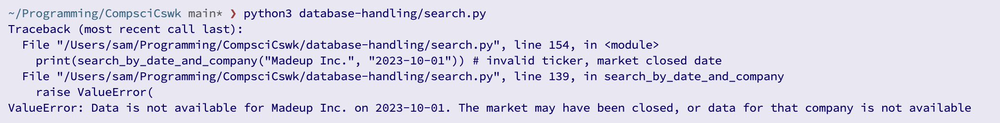 ~/Programming/CompsciCswk main* ❯ python3 database-handling/search.py
Traceback (most recent call last):
  File "/Users/sam/Programming/CompsciCswk/database-handling/search.py", line 154, in <module>
    print(search_by_date_and_company("Madeup Inc.", "2023-10-01")) # invalid ticker, market closed date
  File "/Users/sam/Programming/CompsciCswk/database-handling/search.py", line 139, in search_by_date_and_company
    raise ValueError(
ValueError: Data is not available for Madeup Inc. on 2023-10-01. The market may have been closed, or data for that company is not available